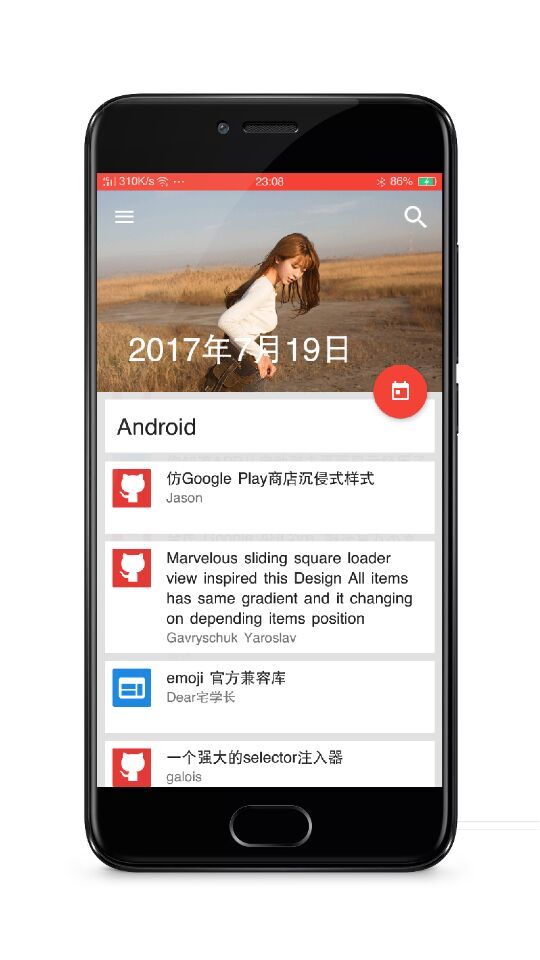 310K/s
23:08
86%
2017年7月19日
Android
仿Google Play商店沉侵式样式
Jason
Marvelous sliding square loader
view inspired this Design All items
has same gradient and it changing
on depending items position
Gavryschuk Yaroslav
emoji 官方兼容库
Dear宅学长
一个强大的selector注入器
galois